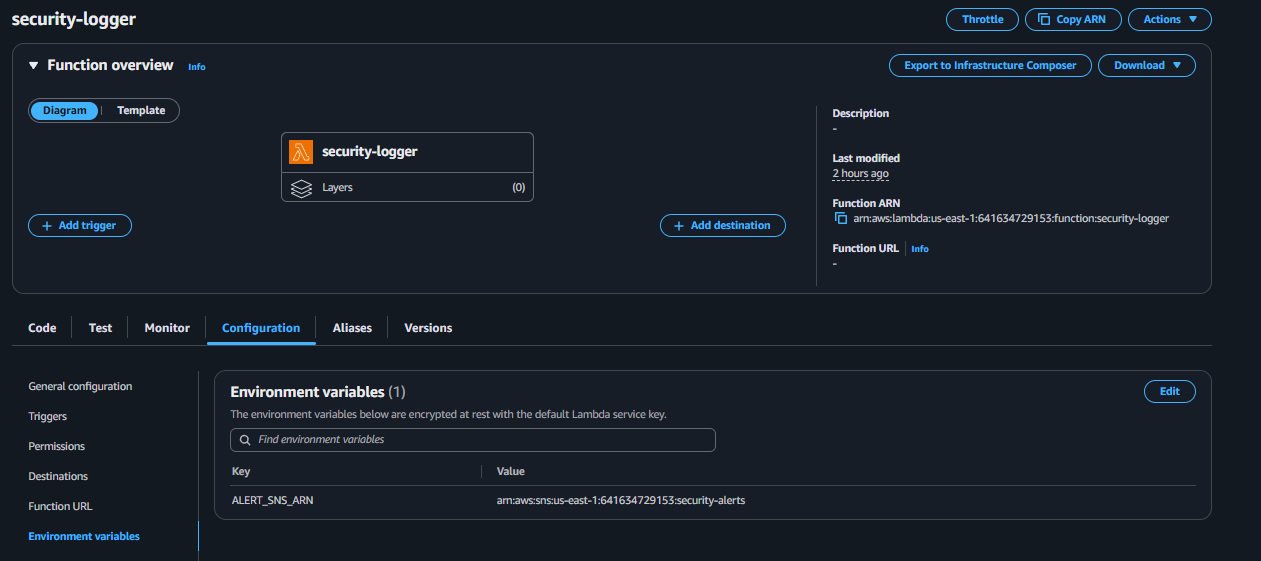 security-logger
Throttle
Copy ARN
Actions
Function overview Info
Export to Infrastructure Composer
Download
Diagram
Template
security-logger
Layers
(0)
Add trigger
Add destination
Description
-
Last modified
2 hours ago
Function ARN
arn:aws:lambda:us-east-1:641634729153:function:security-logger
Function URL Info
-
Code
Test
Monitor
Configuration
Aliases
Versions
General configuration
Triggers
Permissions
Destinations
Function URL
Environment variables
Environment variables (1)
Edit
The environment variables below are encrypted at rest with the default Lambda service key.
Find environment variables
Key
Value
ALERT_SNS_ARN
arn:aws:sns:us-east-1:641634729153:security-alerts